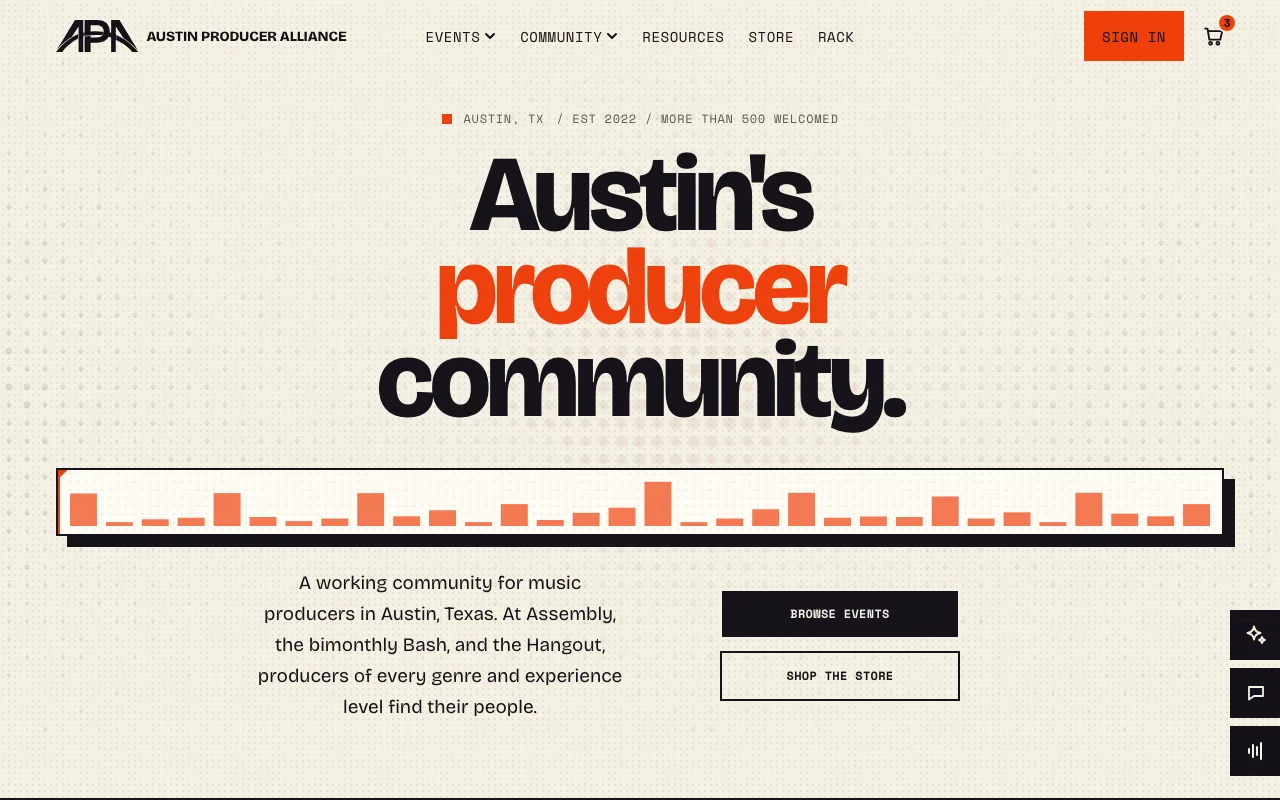 APA AUSTIN PRODUCER ALLIANCE
EVENTS COMMUNITY RESOURCES STORE RACK
SIGN IN
3
AUSTIN, TX / EST 2022 / MORE THAN 500 WELCOMED
Austin's
producer
community.
A working community for music
producers in Austin, Texas. At Assembly,
the bimonthly Bash, and the Hangout,
producers of every genre and experience
level find their people.
BROWSE EVENTS
SHOP THE STORE